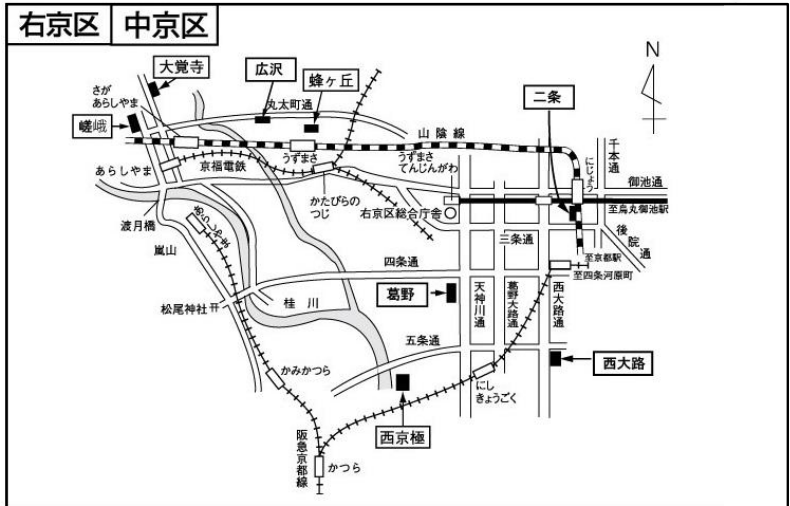 右京区
中京区
N
大覚寺
広沢
蜂ヶ丘
二条
さが
あらしやま
丸太町通
嵯峨
山陰線
千本通
うずまさ
うずまさ
てんじんがわ
にじょう
あらしやま
京福電鉄
御池通
かたびらの
つじ
右京区総合庁舎
至烏丸御池駅
渡月橋
あらしやま
三条通
後院通
嵐山
四条通
至京都駅
至四条河原町
松尾神社
桂川
葛野
天神川通
葛野大路通
西大路通
五条通
西大路
かみかつら
にし
きょうごく
西京極
阪急京都線
かつら